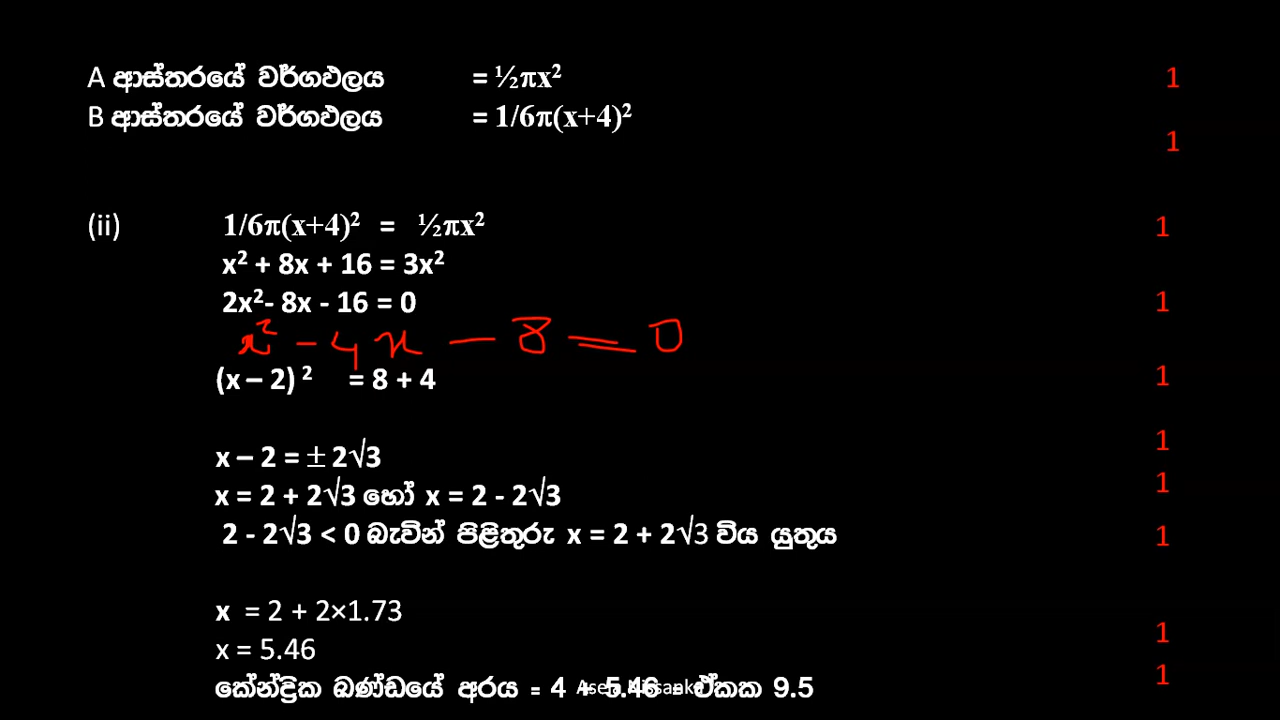 A ආස්තරයේ වර්ගඵලය = ½πx² 1
B ආස්තරයේ වර්ගඵලය = 1/6π(x+4)²
1
(ii) 1/6π(x+4)² = ½πx² 1
x² + 8x + 16 = 3x²
2x²- 8x - 16 = 0 1
x² - 4x - 8 = 0
(x – 2) ² = 8 + 4 1
1
x – 2 = ± 2√3
x = 2 + 2√3 හෝ x = 2 - 2√3 1
2 - 2√3 < 0 බැවින් පිළිතුරු x = 2 + 2√3 විය යුතුය 1
x = 2 + 2×1.73
1
x = 5.46
කේන්ද්‍රික ඛණ්ඩයේ අරය = 4 + 5.46 = ඒකක 9.5 1